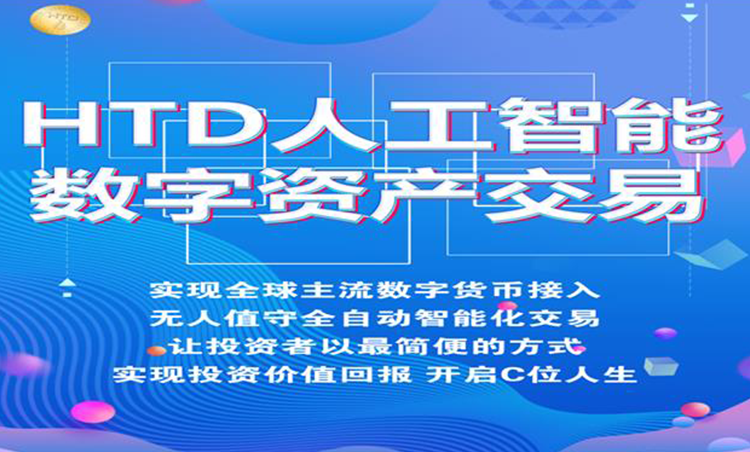 HTD
HTD人工智能
数字资产交易
实现全球主流数字货币接入
无人值守全自动智能化交易
让投资者以最简便的方式
实现投资价值回报 开启C位人生